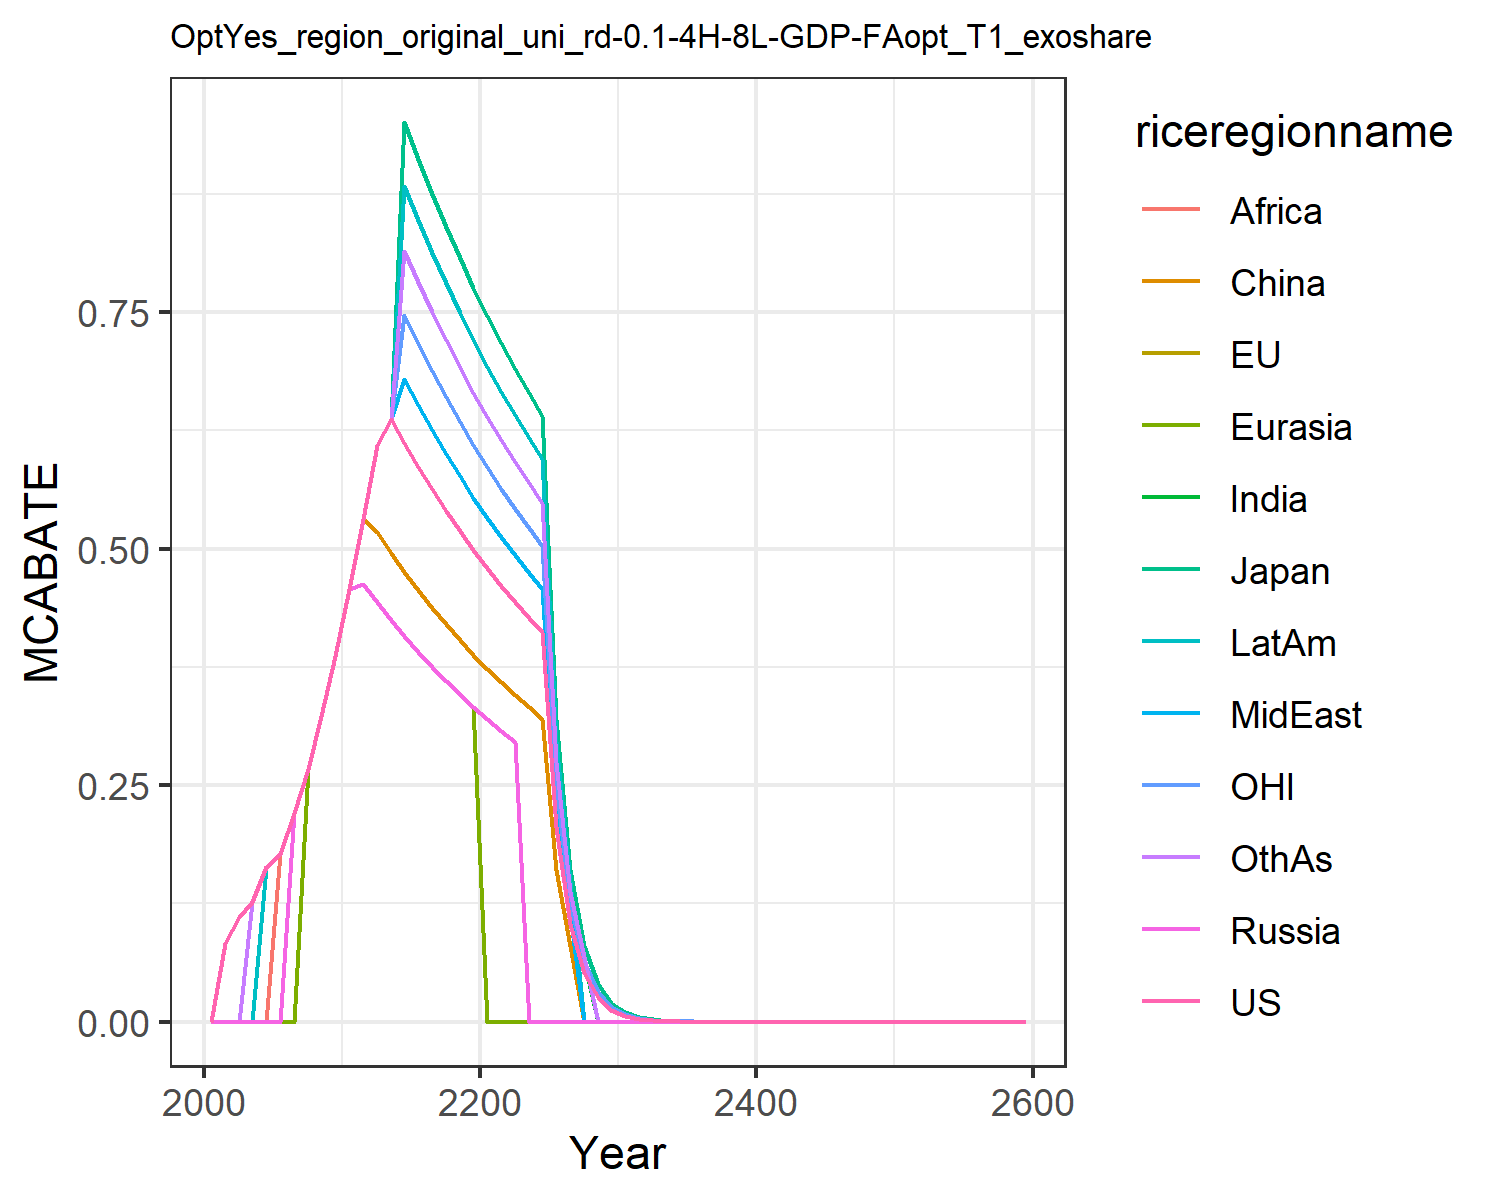 OptYes_region_original_uni_rd-0.1-4H-8L-GDP-FAopt_T1_exoshare
riceregionname
Africa
China
EU
Eurasia
India
Japan
LatAm
MidEast
OHI
OthAs
Russia
US
MCABATE
0.75
0.50
0.25
0.00
2000
2200
2400
2600
Year